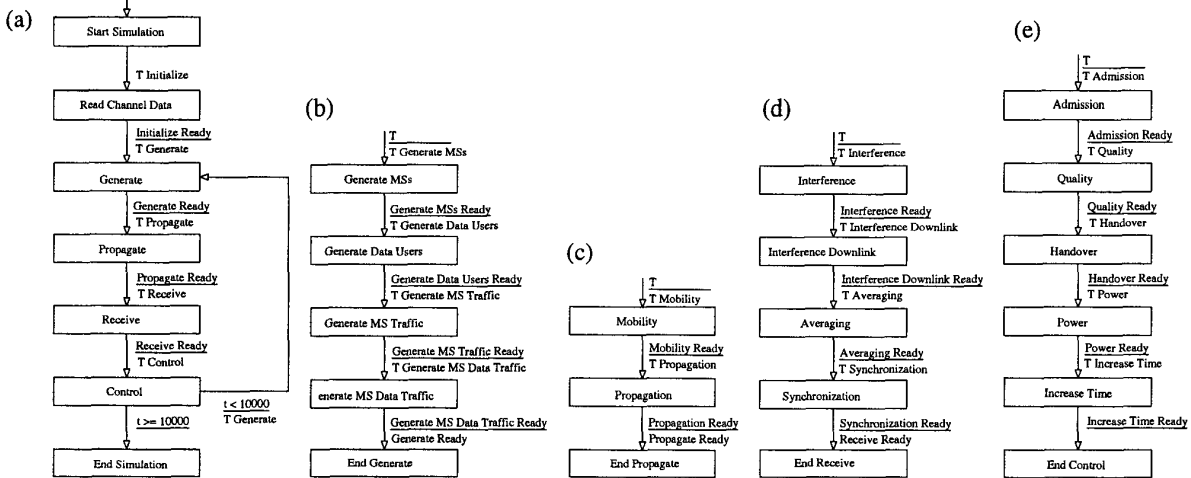 (a)
Start Simulation
T Initialize
Read Channel Data
Initialize Ready
T Generate
Generate
Generate Ready
T Propagate
Propagate
Propagate Ready
T Receive
Receive
Receive Ready
T Control
Control
t < 10000
T Generate
t >= 10000
End Simulation
(b)
T
T Generate MSs
Generate MSs
Generate MSs Ready
T Generate Data Users
Generate Data Users
Generate Data Users Ready
T Generate MS Traffic
Generate MS Traffic
Generate MS Traffic Ready
T Generate MS Data Traffic
enerate MS Data Traffic
Generate MS Data Traffic Ready
Generate Ready
End Generate
(c)
T
T Mobility
Mobility
Mobility Ready
T Propagation
Propagation
Propagation Ready
Propagate Ready
End Propagate
(d)
T
T Interference
Interference
Interference Ready
T Interference Downlink
Interference Downlink
Interference Downlink Ready
T Averaging
Averaging
Averaging Ready
T Synchronization
Synchronization
Synchronization Ready
Receive Ready
End Receive
(e)
T
T Admission
Admission
Admission Ready
T Quality
Quality
Quality Ready
T Handover
Handover
Handover Ready
T Power
Power
Power Ready
T Increase Time
Increase Time
Increase Time Ready
End Control